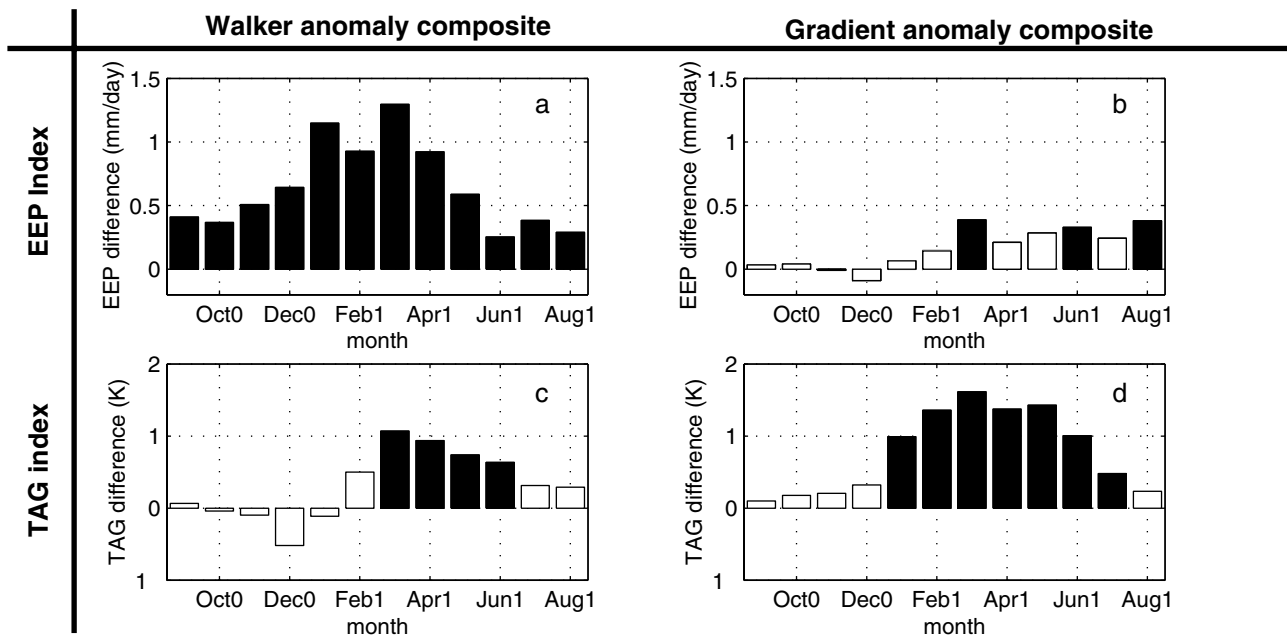 Walker anomaly composite
Gradient anomaly composite
EEP Index
EEP difference (mm/day)
1.5
1
0.5
0
a
Oct0 Dec0 Feb1 Apr1 Jun1 Aug1
month
EEP difference (mm/day)
1.5
1
0.5
0
b
Oct0 Dec0 Feb1 Apr1 Jun1 Aug1
month
TAG index
TAG difference (K)
2
1
0
1
c
Oct0 Dec0 Feb1 Apr1 Jun1 Aug1
month
TAG difference (K)
2
1
0
1
d
Oct0 Dec0 Feb1 Apr1 Jun1 Aug1
month